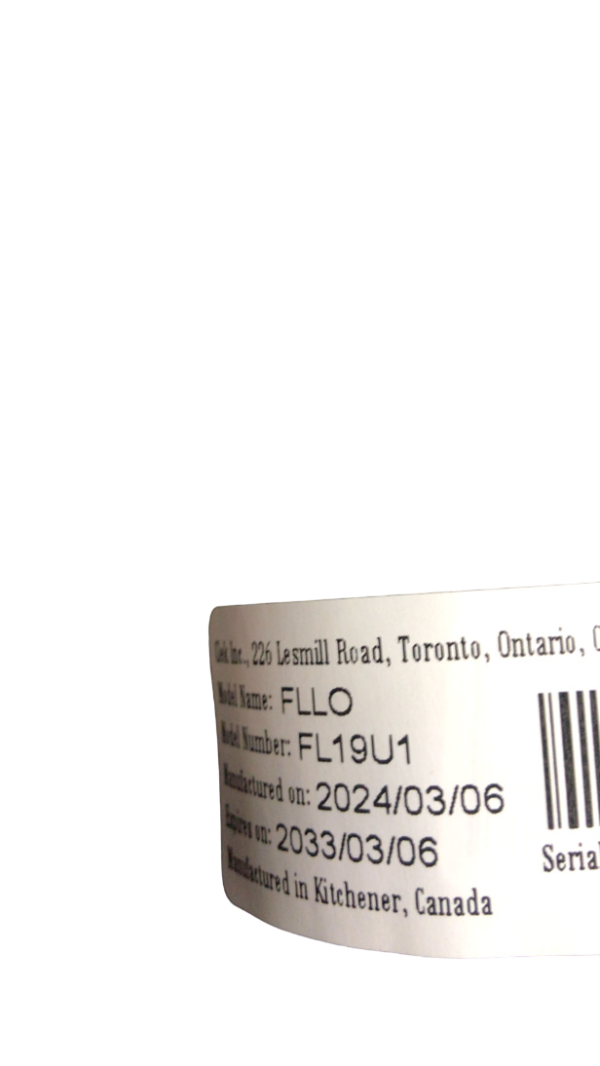 Clek Inc., 226 Lesmill Road, Toronto, Ontario, C
Model Name: FLLO
Model Number: FL19U1
Manufactured on: 2024/03/06
Expires on: 2033/03/06
Manufactured in Kitchener, Canada
Serial